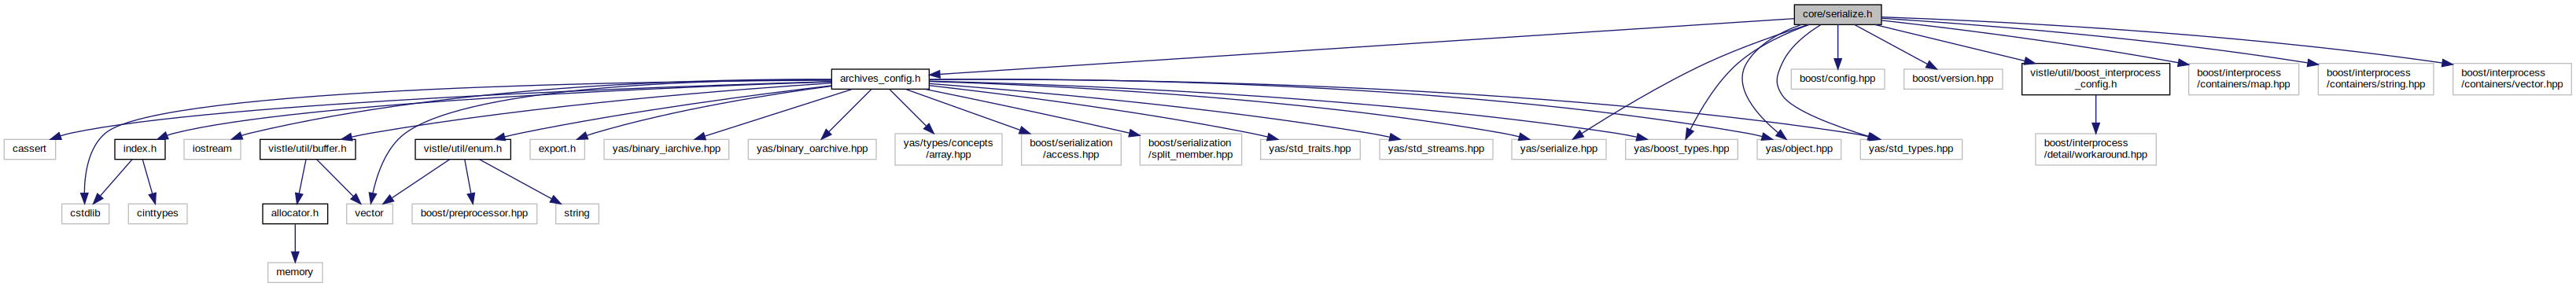 core/serialize.h
archives_config.h
boost/config.hpp
boost/version.hpp
vistle/util/boost_interprocess
_config.h
boost/interprocess
/containers/map.hpp
boost/interprocess
/containers/string.hpp
boost/interprocess
/containers/vector.hpp
cassert
index.h
iostream
vistle/util/buffer.h
vistle/util/enum.h
export.h
yas/binary_iarchive.hpp
yas/binary_oarchive.hpp
yas/types/concepts
/array.hpp
boost/serialization
/access.hpp
boost/serialization
/split_member.hpp
yas/std_traits.hpp
yas/std_streams.hpp
yas/serialize.hpp
yas/boost_types.hpp
yas/object.hpp
yas/std_types.hpp
boost/interprocess
/detail/workaround.hpp
cstdlib
cinttypes
allocator.h
vector
boost/preprocessor.hpp
string
memory